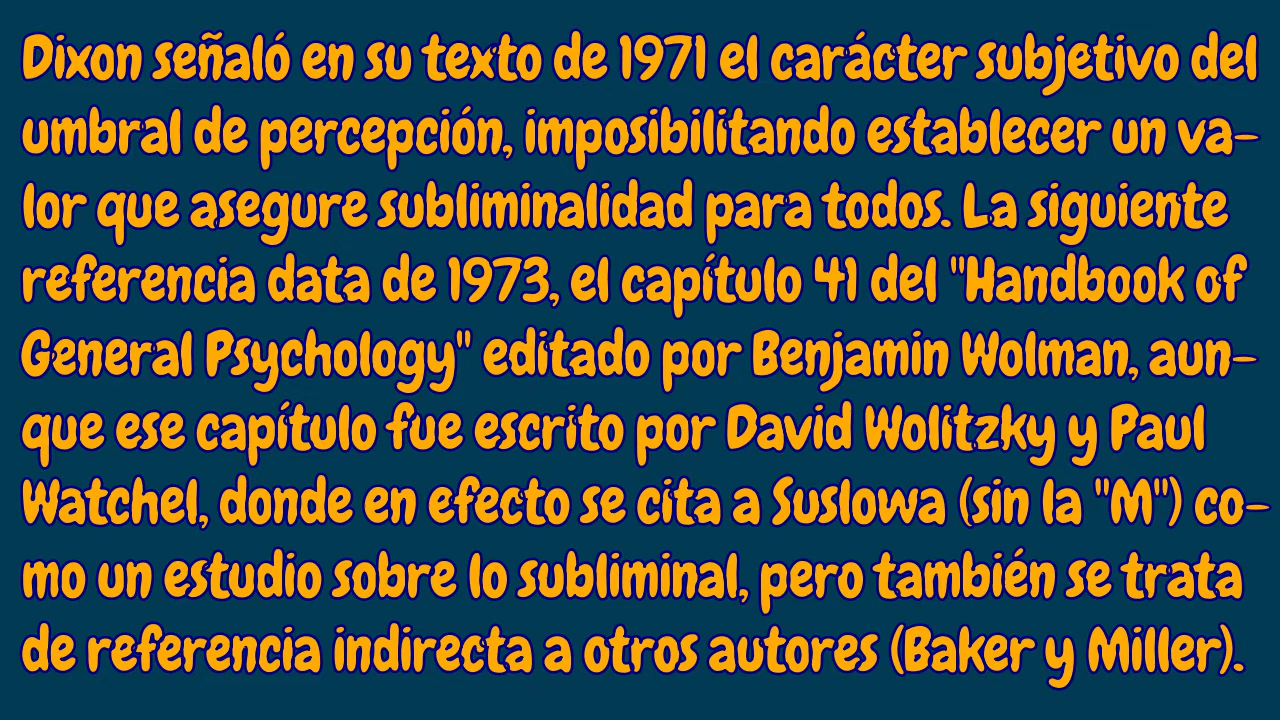 Dixon señaló en su texto de 1971 el carácter subjetivo del
umbral de percepción, imposibilitando establecer un va-
lor que asegure subliminalidad para todos. La siguiente
referencia data de 1973, el capítulo 41 del "Handbook of
General Psychology" editado por Benjamin Wolman, aun-
que ese capítulo fue escrito por David Wolitzky y Paul
Watchel, donde en efecto se cita a Suslowa (sin la "M") co-
mo un estudio sobre lo subliminal, pero también se trata
de referencia indirecta a otros autores (Baker y Miller).